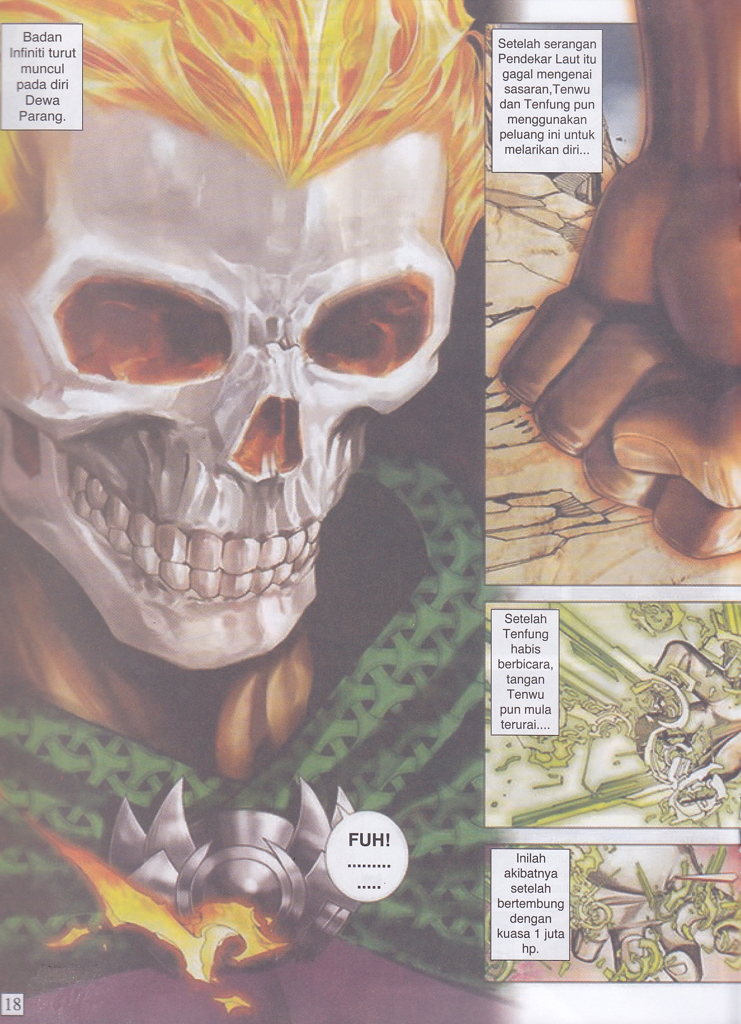 Badan
Infiniti turut
muncul
pada diri
Dewa
Parang.
Setelah serangan
Pendekar Laut itu
gagal mengenai
sasaran,Tenwu
dan Tenfung pun
menggunakan
peluang ini untuk
melarikan diri...
Setelah
Tenfung
habis
berbicara,
tangan
Tenwu
pun mula
terurai....
FUH!
.........
.....
Inilah
akibatnya
setelah
bertembung
dengan
kuasa 1 juta
hp.
18